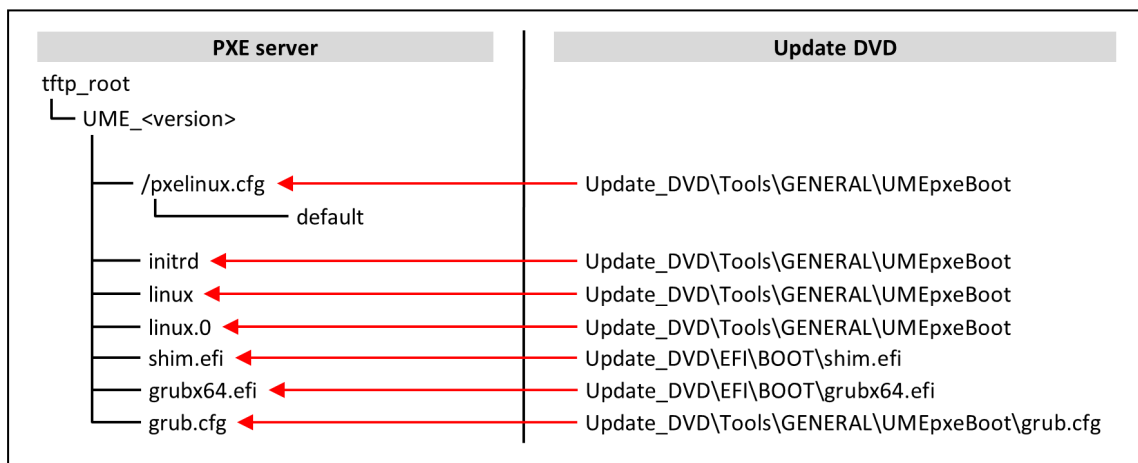 PXE server Update DVD
tftp_root
UME_<version>
/pxelinux.cfg Update_DVD\Tools\GENERAL\UMEpxeBoot
default
initrd Update_DVD\Tools\GENERAL\UMEpxeBoot
linux Update_DVD\Tools\GENERAL\UMEpxeBoot
linux.0 Update_DVD\Tools\GENERAL\UMEpxeBoot
shim.efi Update_DVD\EFI\BOOT\shim.efi
grubx64.efi Update_DVD\EFI\BOOT\grubx64.efi
grub.cfg Update_DVD\Tools\GENERAL\UMEpxeBoot\grub.cfg